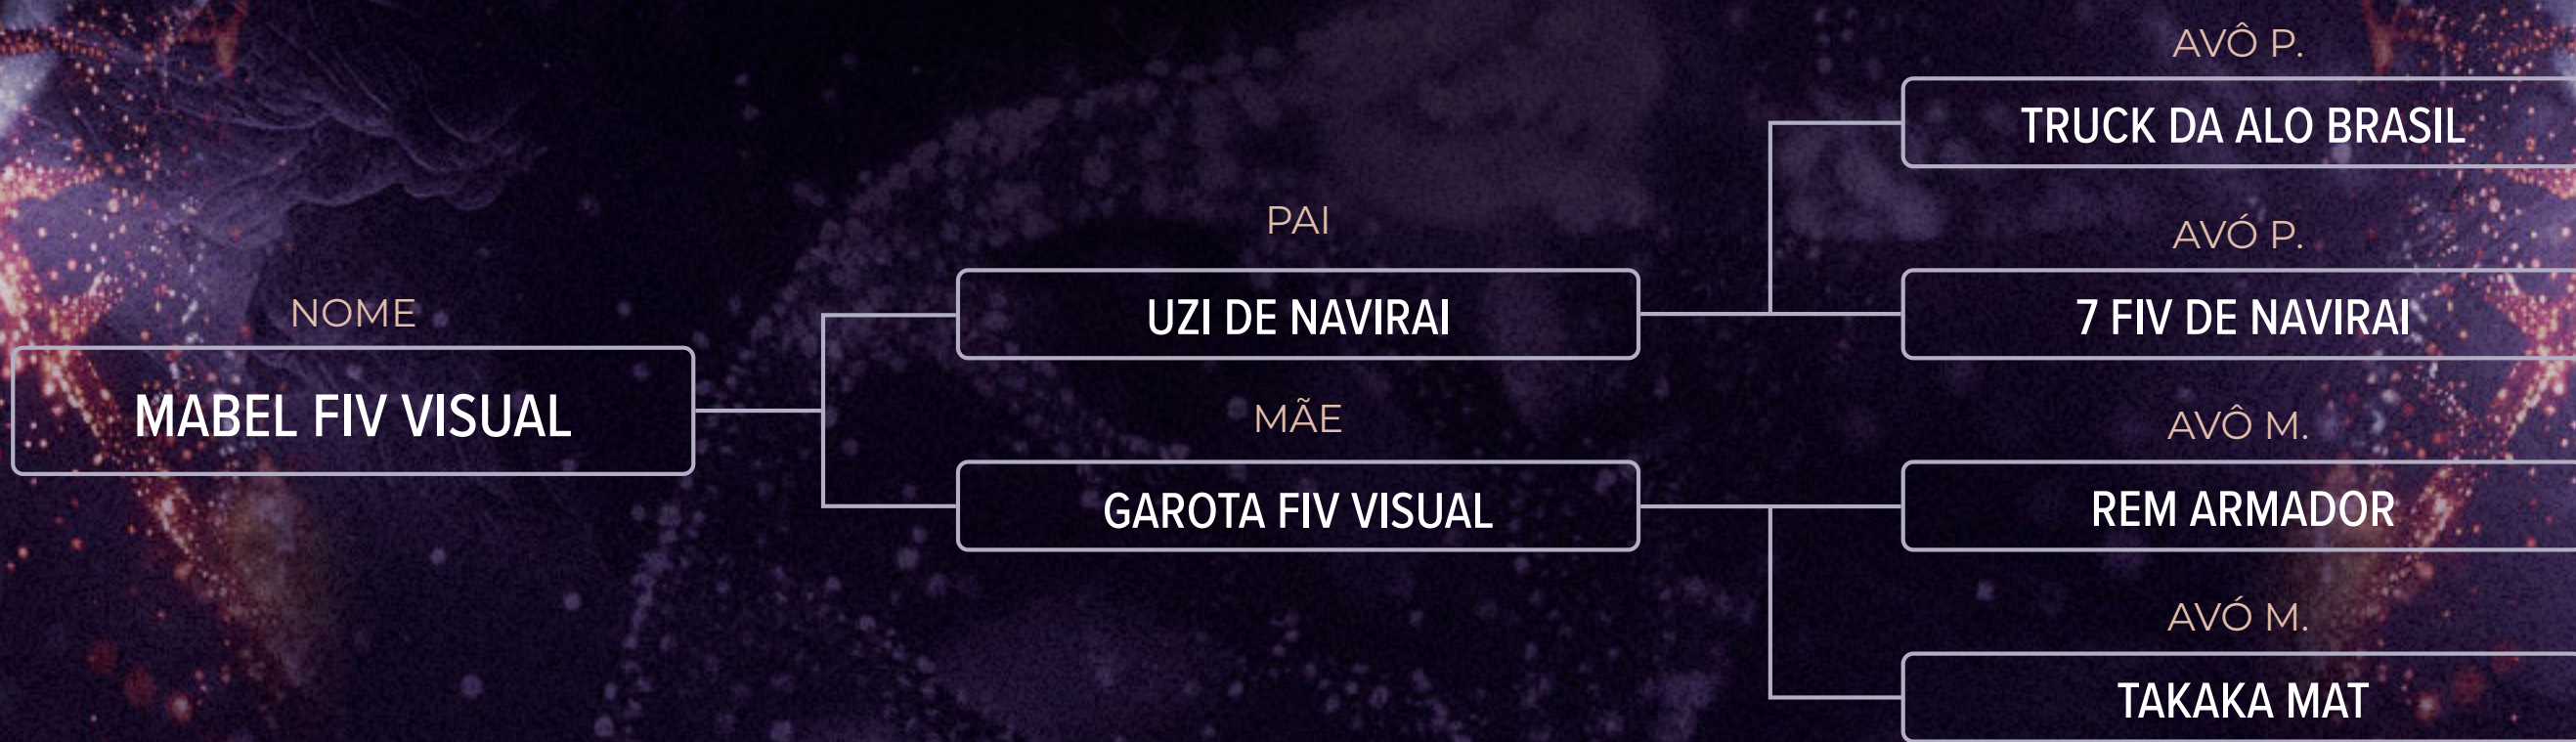 NOME
MABEL FIV VISUAL
PAI
UZI DE NAVIRAI
MÃE
GAROTA FIV VISUAL
AVÔ P.
TRUCK DA ALO BRASIL
AVÓ P.
7 FIV DE NAVIRAI
AVÔ M.
REM ARMADOR
AVÓ M.
TAKAKA MAT